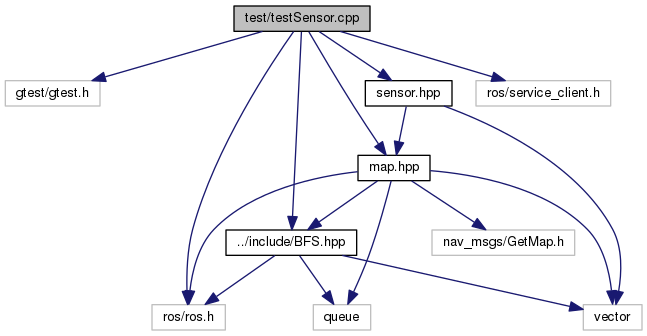 test/testSensor.cpp
gtest/gtest.h
sensor.hpp
ros/service_client.h
map.hpp
../include/BFS.hpp
nav_msgs/GetMap.h
ros/ros.h
queue
vector